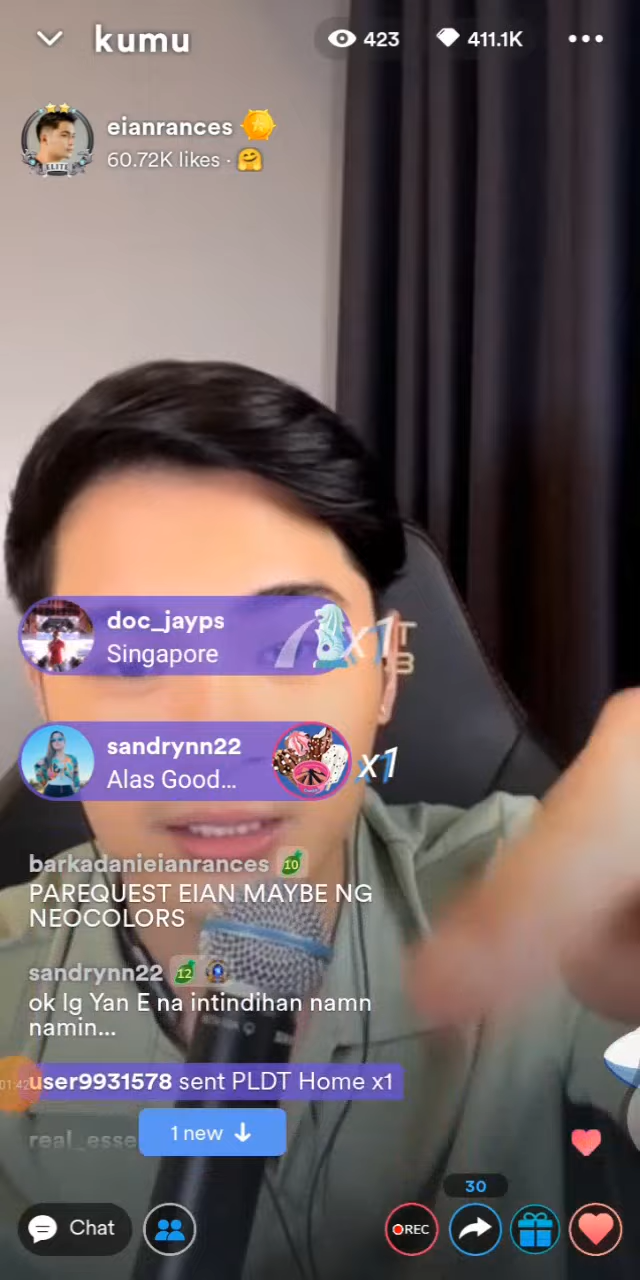 kumu
423
411.1K
eianrances
60.72K likes ·
ELITE
doc_jayps
Singapore
x1
sandrynn22
Alas Good...
x1
barkadanieianrances
10
PAREQUEST EIAN MAYBE NG
NEOCOLORS
sandrynn22
12
ok lg Yan E na intindihan namn
namin...
01:42
user9931578 sent PLDT Home x1
real_esse
1 new
30
Chat
REC